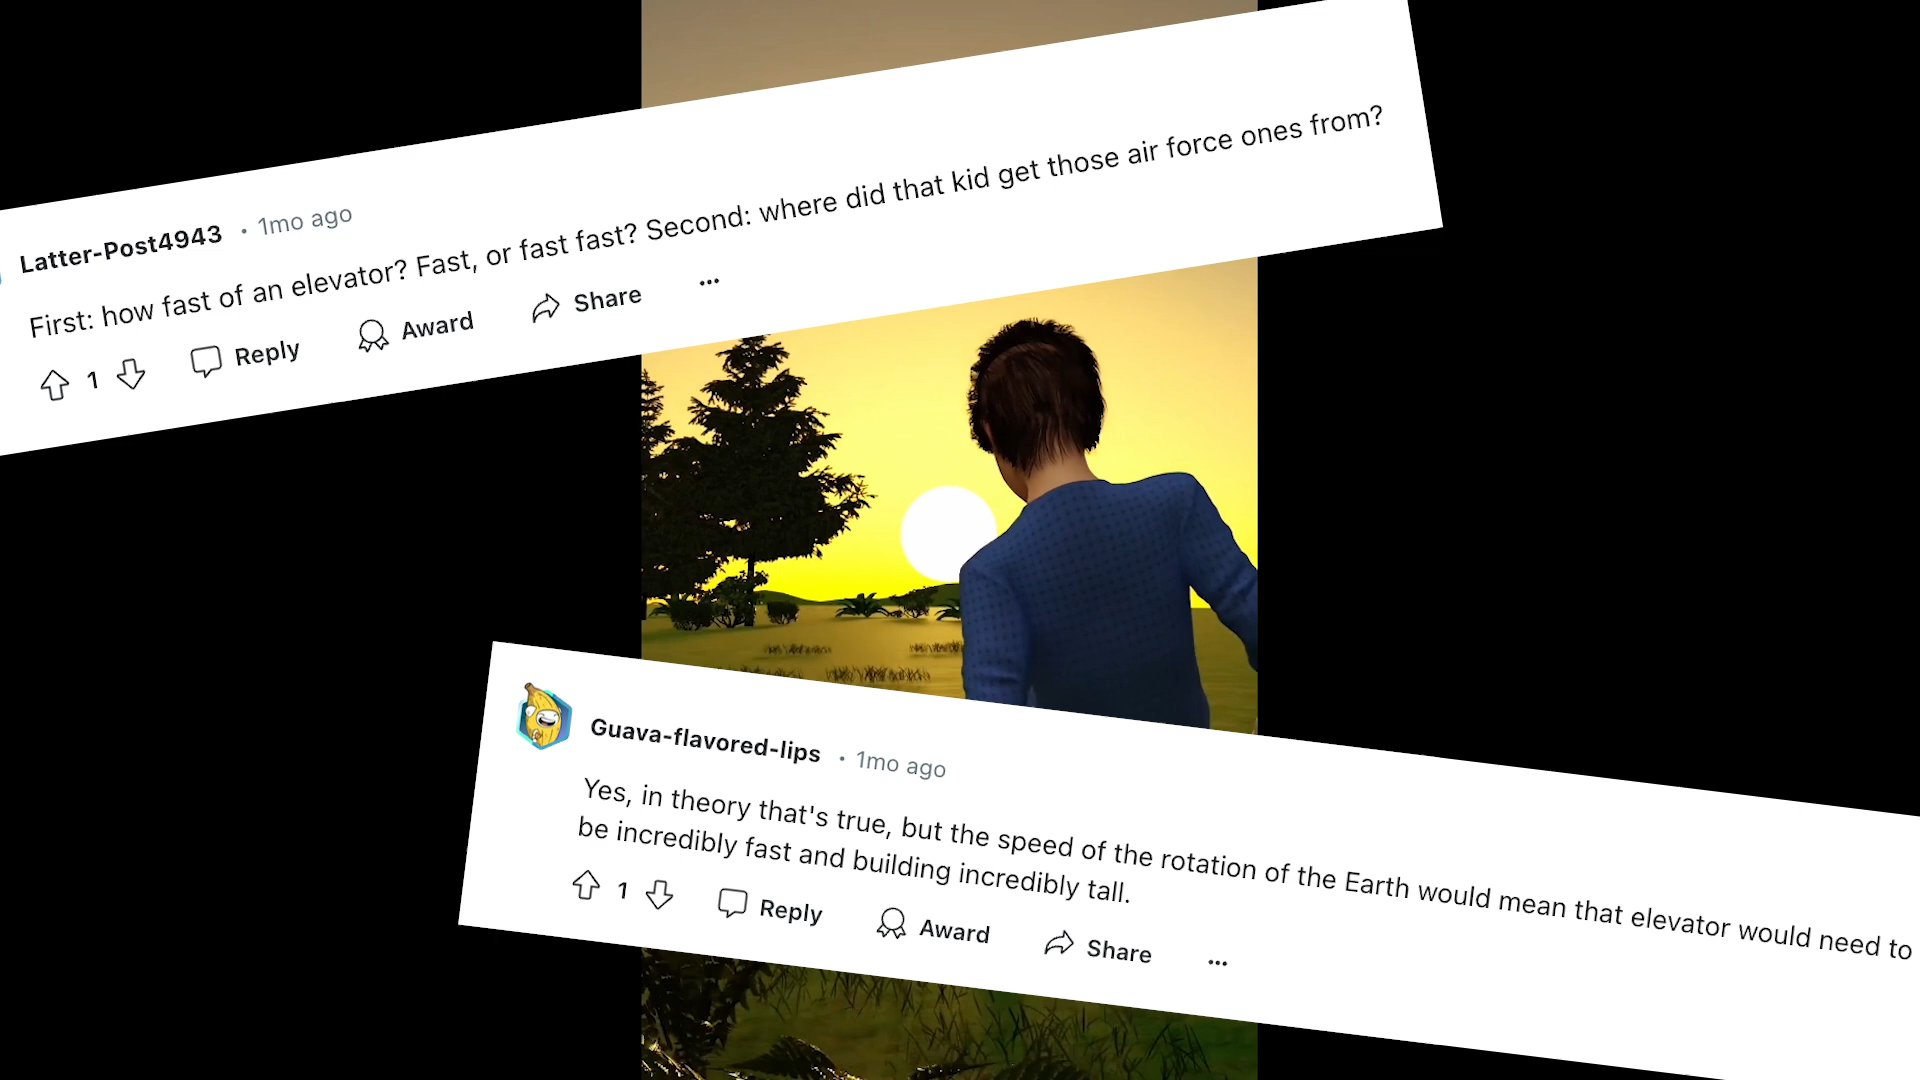 Latter-Post4943 • 1mo ago
First: how fast of an elevator? Fast, or fast fast? Second: where did that kid get those air force ones from?
1 Reply Award Share ...
Guava-flavored-lips • 1mo ago
Yes, in theory that's true, but the speed of the rotation of the Earth would mean that elevator would need to
be incredibly fast and building incredibly tall.
1 Reply Award Share ...